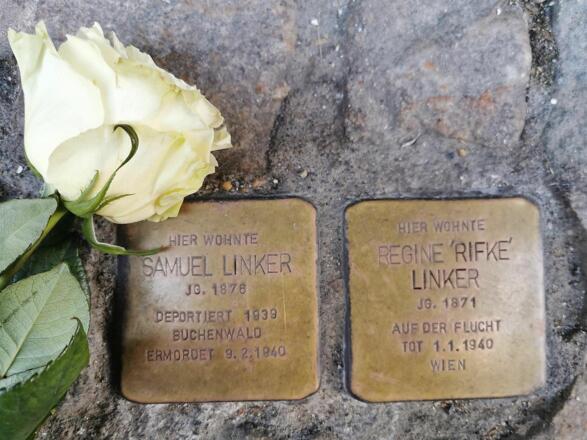 HIER WOHNTE
SAMUEL LINKER
JG. 1876
DEPORTIERT 1939
BUCHENWALD
ERMORDET 9.2.1940
HIER WOHNTE
REGINE 'RIFKE'
LINKER
JG. 1871
AUF DER FLUCHT
TOT 1.1.1940
WIEN